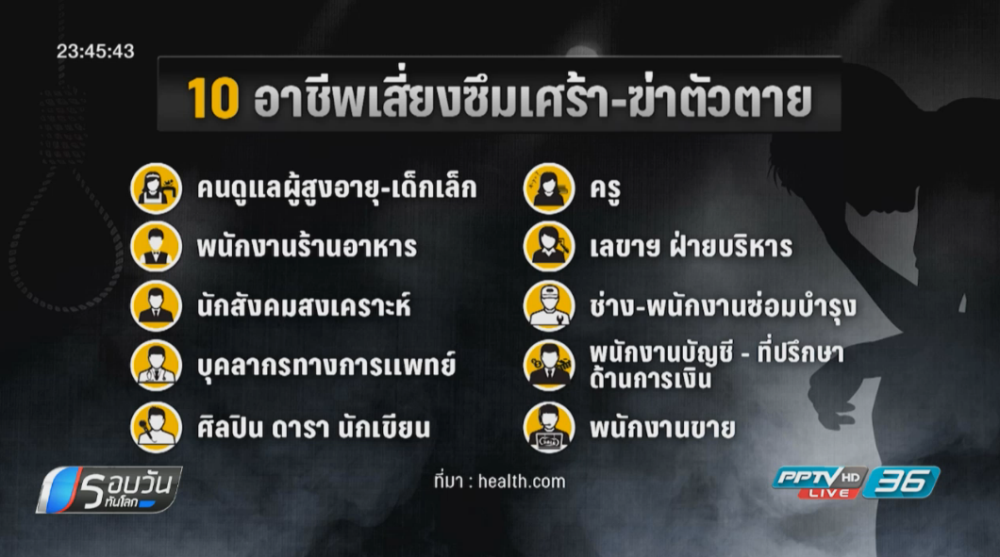 23:45:43
10 อาชีพเสี่ยงซึมเศร้า-ฆ่าตัวตาย
คนดูแลผู้สูงอายุ-เด็กเล็ก
พนักงานร้านอาหาร
นักสังคมสงเคราะห์
บุคลากรทางการแพทย์
ศิลปิน ดารา นักเขียน
ครู
เลขาฯ ฝ่ายบริหาร
ช่าง-พนักงานซ่อมบำรุง
พนักงานบัญชี - ที่ปรึกษา
ด้านการเงิน
พนักงานขาย
ที่มา : health.com
รอบวัน
ทันโลก
PPTV HD 36
LIVE